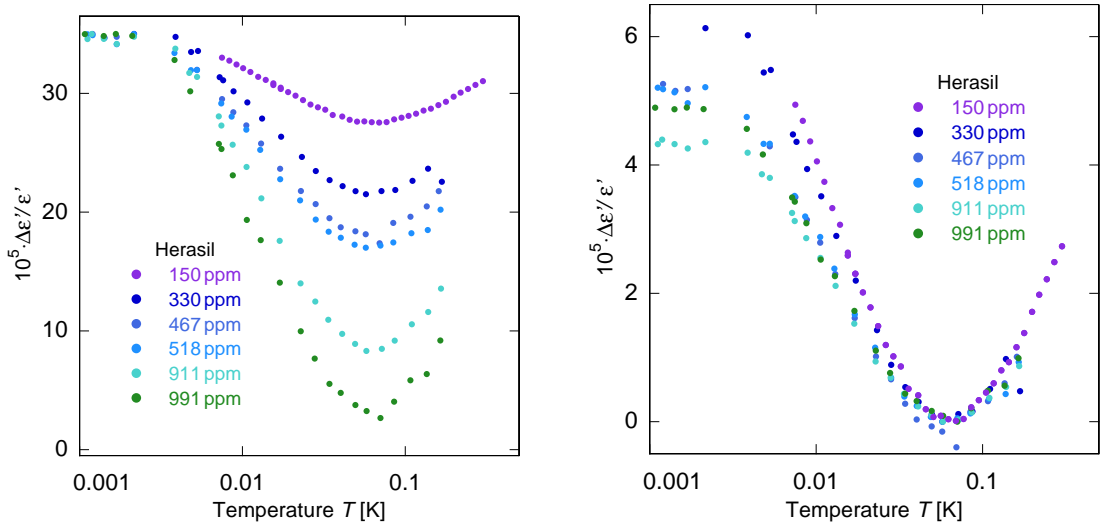 30
20
10
0
10⁵·Δε'/ε'
Herasil
150 ppm
330 ppm
467 ppm
518 ppm
911 ppm
991 ppm
0.001
0.01
0.1
Temperature T [K]
6
4
2
0
10⁵·Δε'/ε'
Herasil
150 ppm
330 ppm
467 ppm
518 ppm
911 ppm
991 ppm
0.001
0.01
0.1
Temperature T [K]